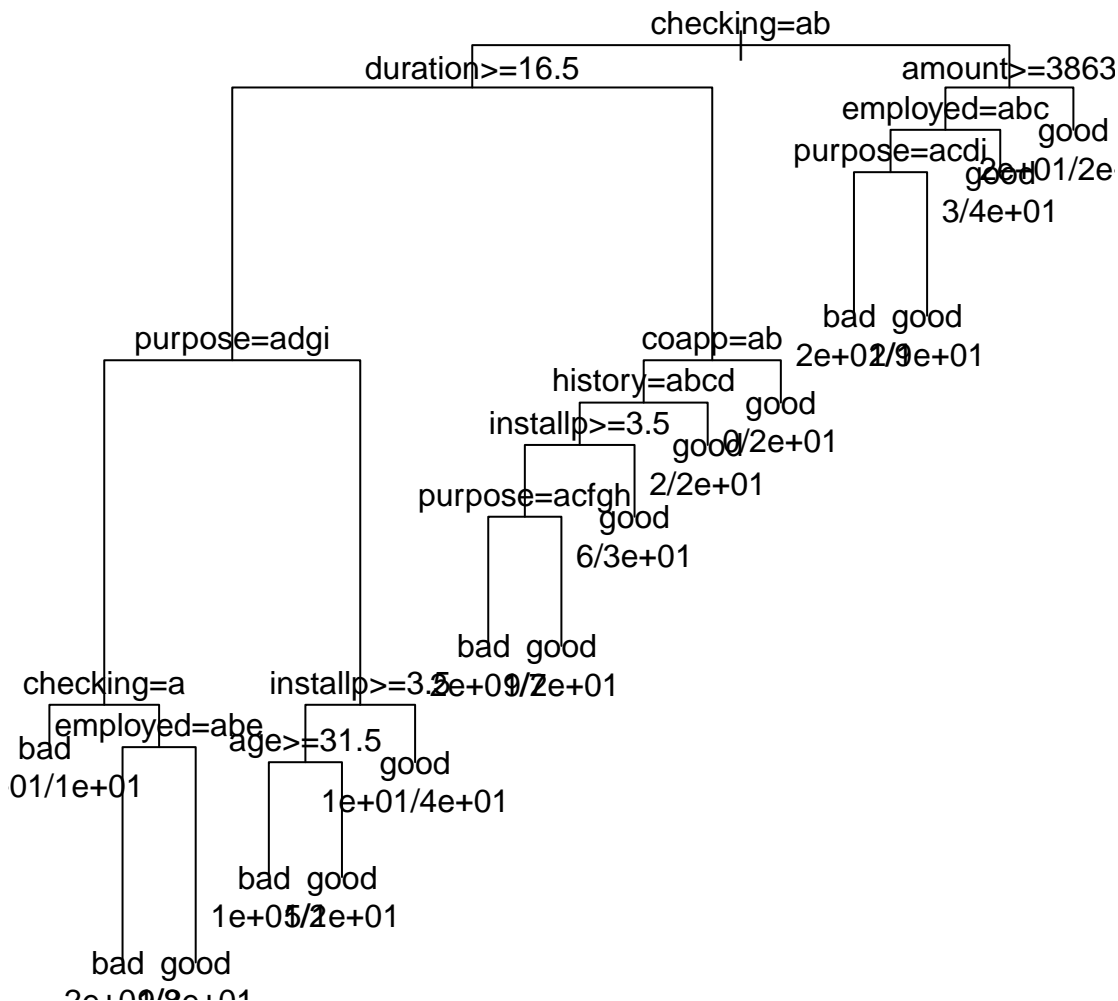 checking=ab
duration>=16.5
amount>=3863
employed=abc
good
purpose=acdi
good
3/4e+01
bad good
purpose=adgi
coapp=ab
history=abcd
good
0/2e+01
installp>=3.5
good
2/2e+01
purpose=acfgh
good
6/3e+01
bad good
checking=a
installp>=3.5
employed=abe
age>=31.5
bad
01/1e+01
good
1e+01/4e+01
bad good
bad good